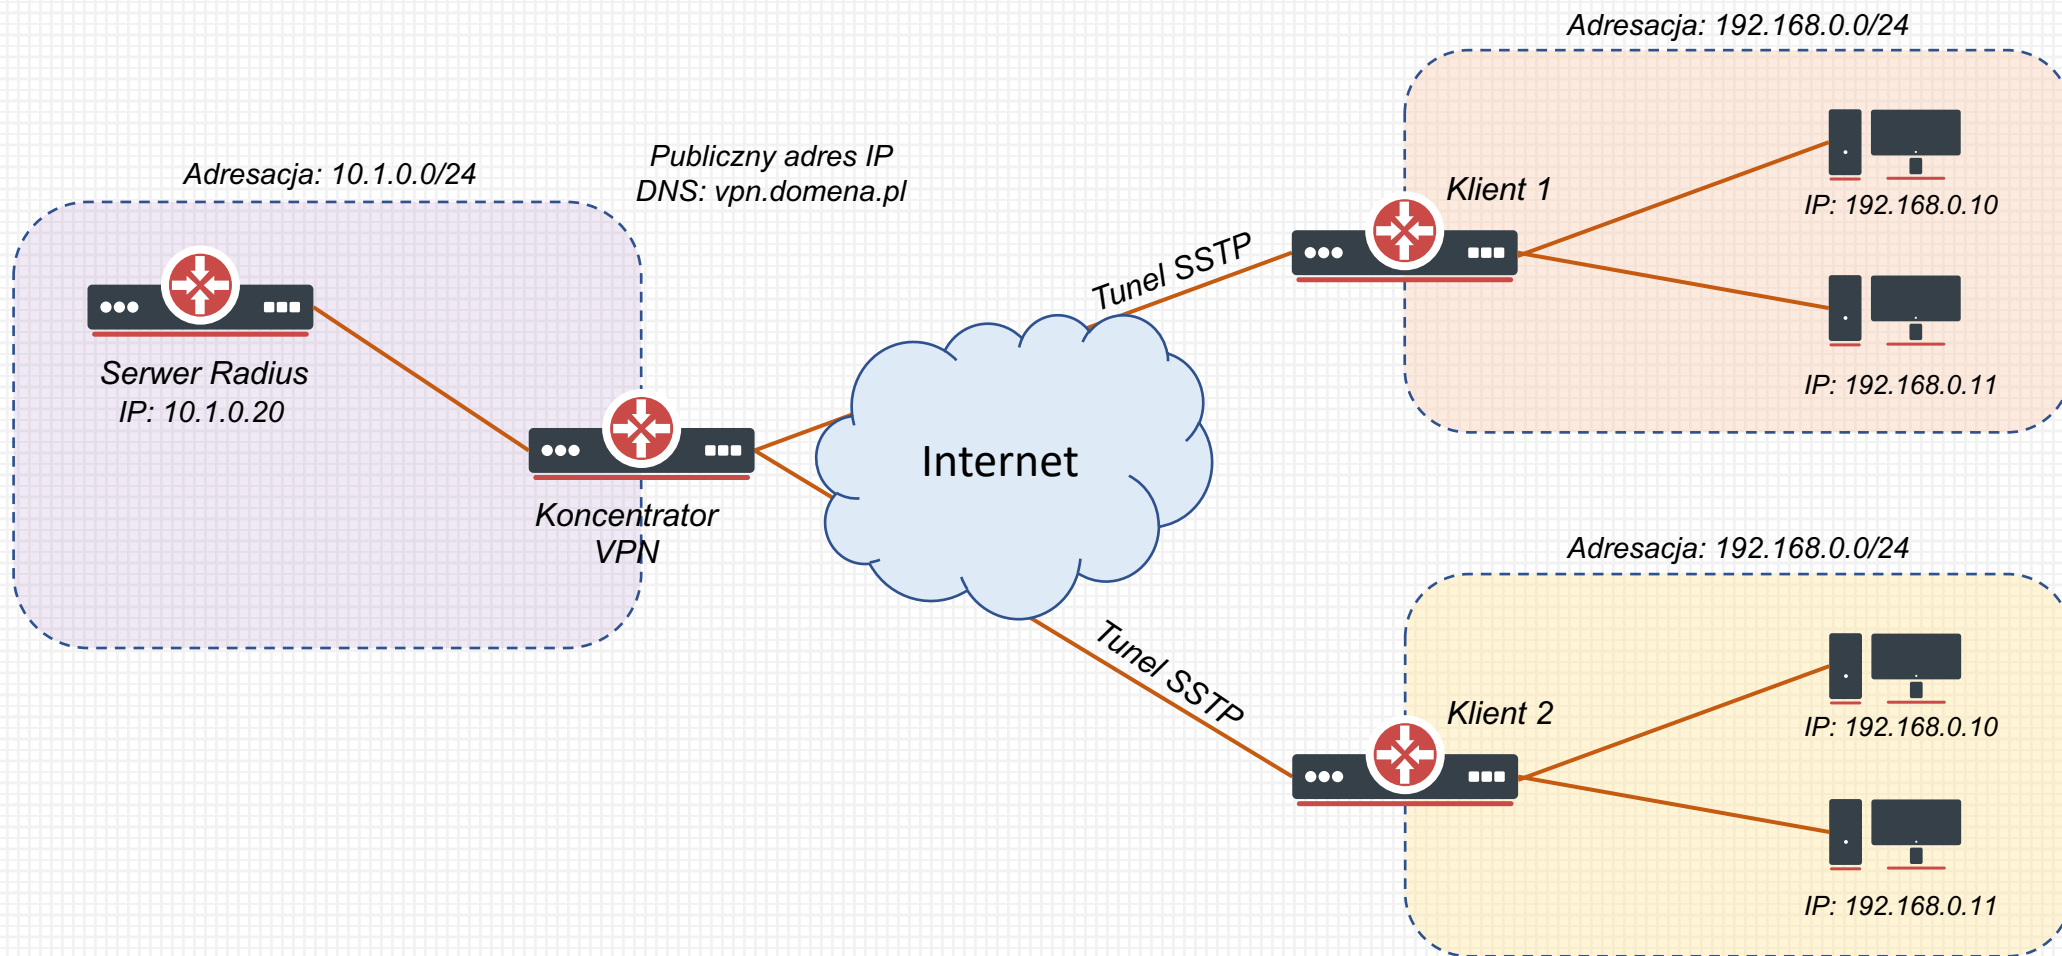 Adresacja: 192.168.0.0/24
Publiczny adres IP
DNS: vpn.domena.pl
Adresacja: 10.1.0.0/24
Klient 1
IP: 192.168.0.10
Tunel SSTP
Serwer Radius
IP: 10.1.0.20
IP: 192.168.0.11
Internet
Koncentrator
VPN
Adresacja: 192.168.0.0/24
Tunel SSTP
Klient 2
IP: 192.168.0.10
IP: 192.168.0.11